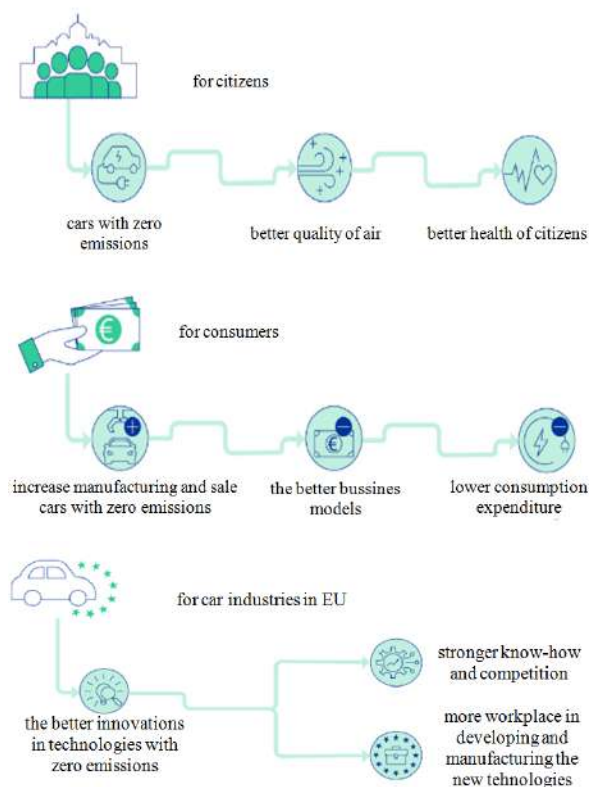 for citizens
cars with zero
emissions
better quality of air
better health of citizens
for consumers
increase manufacturing and sale
cars with zero emissions
the better bussines
models
lower consumption
expenditure
for car industries in EU
the better innovations
in technologies with
zero emissions
stronger know-how
and competition
more workplace in
developing and
manufacturing the
new tehnologies